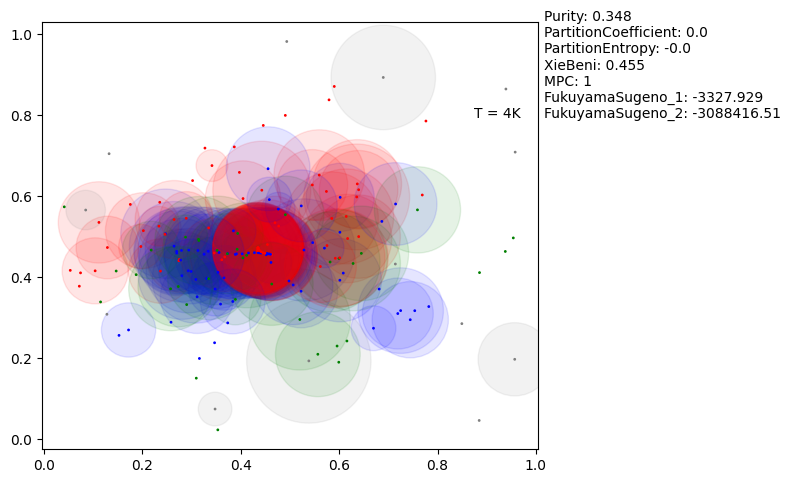 Purity: 0.348
PartitionCoefficient: 0.0
PartitionEntropy: -0.0
XieBeni: 0.455
MPC: 1
FukuyamaSugeno_1: -3327.929
FukuyamaSugeno_2: -3088416.51
T = 4K
1.0
0.8
0.6
0.4
0.2
0.0
0.0 0.2 0.4 0.6 0.8 1.0